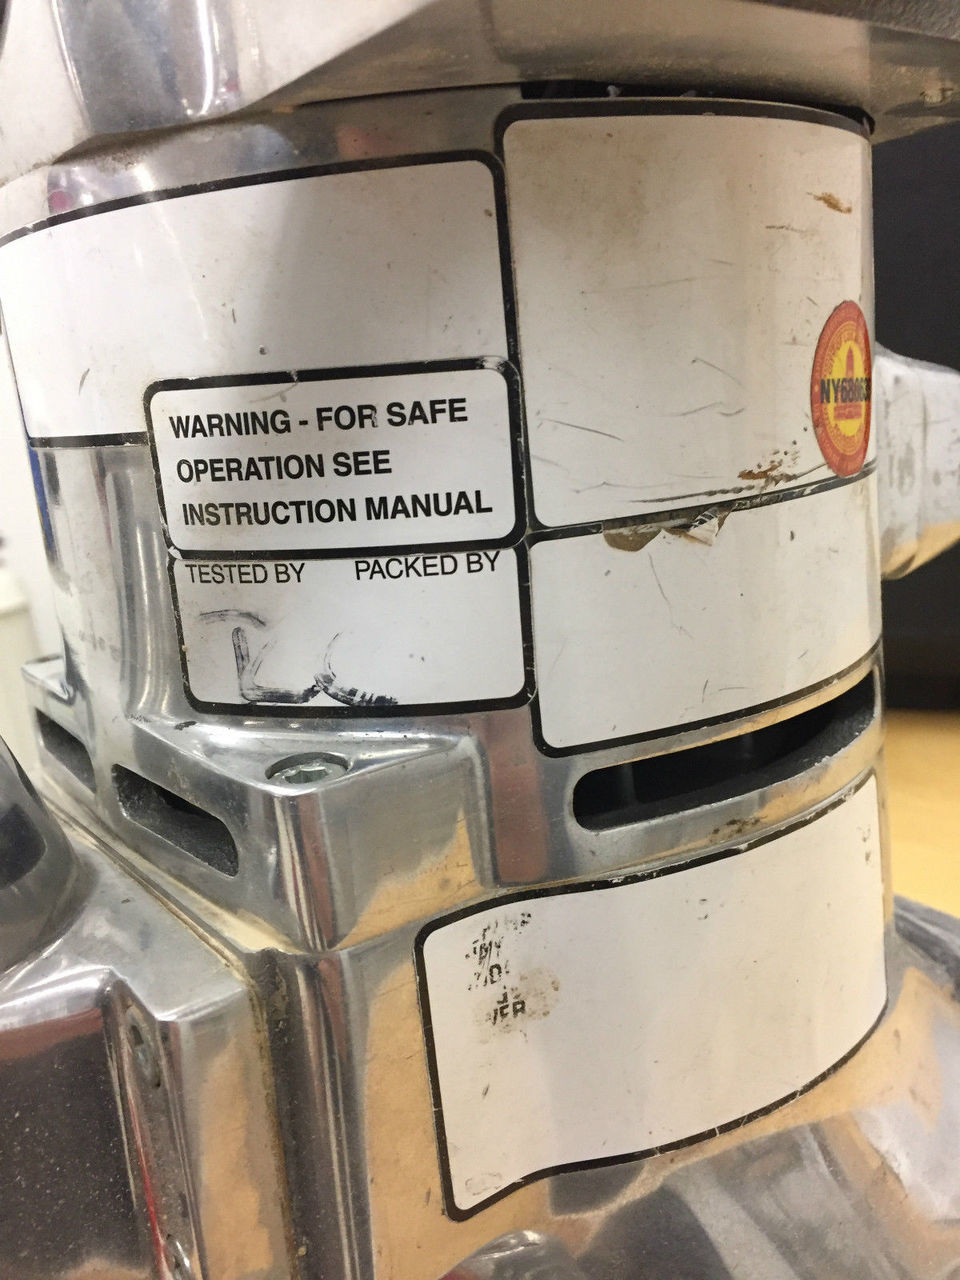 WARNING - FOR SAFE
OPERATION SEE
INSTRUCTION MANUAL
TESTED BY PACKED BY